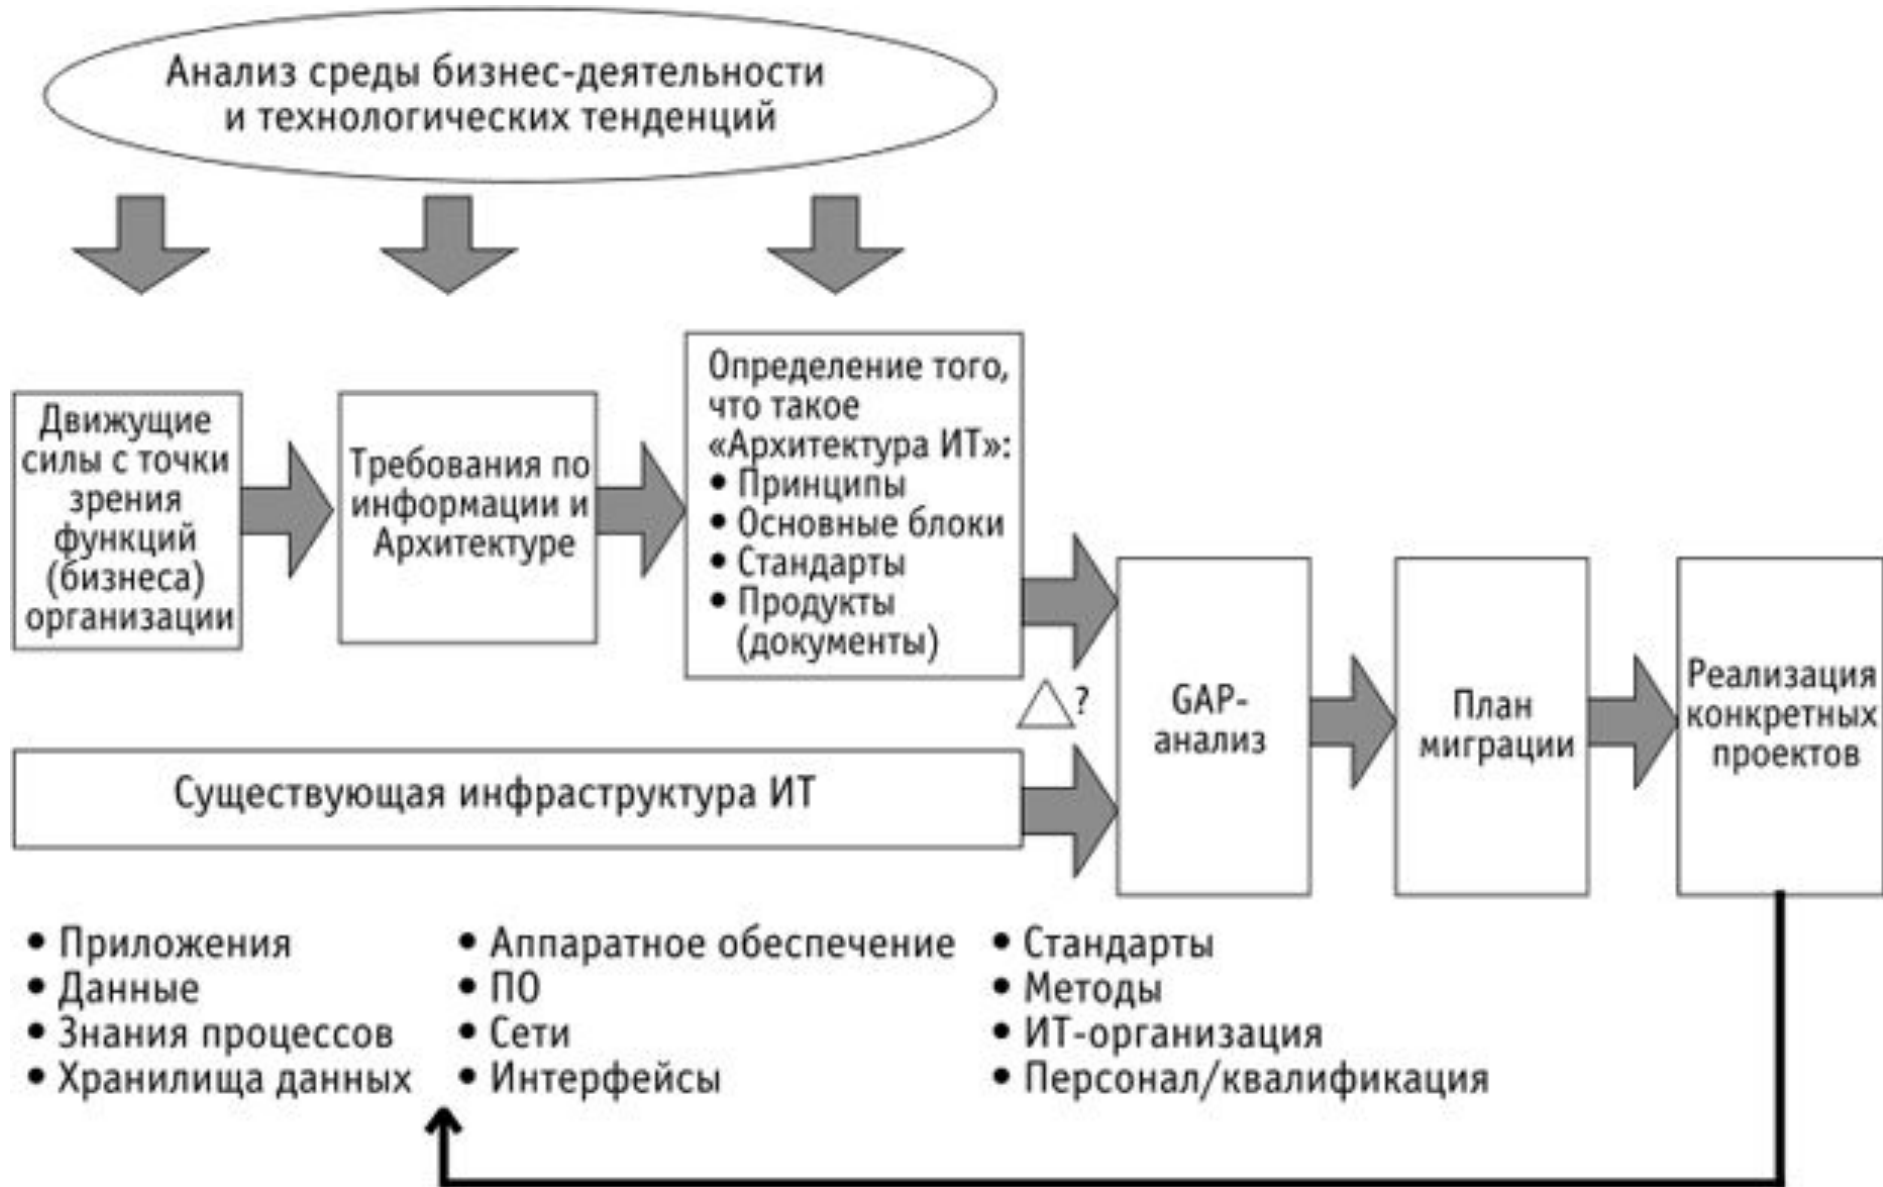 Анализ среды бизнес-деятельности
и технологических тенденций
Движущие
силы с точки
зрения
функций
(бизнеса)
организации
Требования по
информации и
Архитектуре
Определение того,
что такое
«Архитектура ИТ»:
• Принципы
• Основные блоки
• Стандарты
• Продукты
(документы)
?
GAP-
анализ
План
миграции
Реализация
конкретных
проектов
Существующая инфраструктура ИТ
• Приложения
• Данные
• Знания процессов
• Хранилища данных
• Аппаратное обеспечение
• ПО
• Сети
• Интерфейсы
• Стандарты
• Методы
• ИТ-организация
• Персонал/квалификация